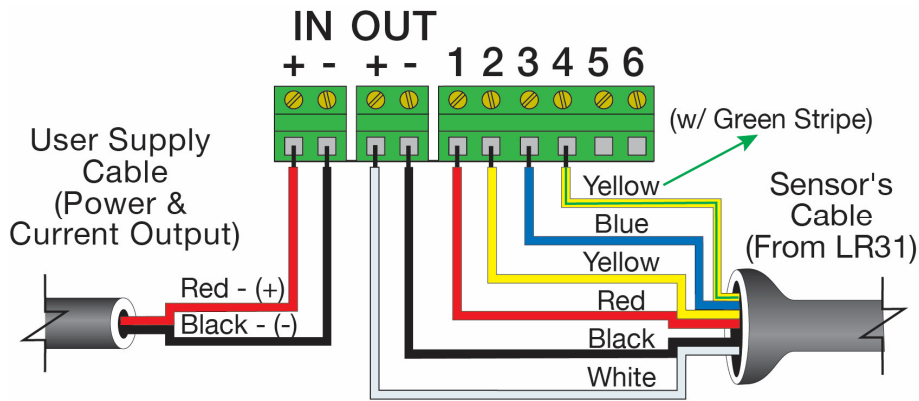 IN OUT
+ - + - 1 2 3 4 5 6
(w/ Green Stripe)
User Supply
Cable
(Power &
Current Output)
Yellow
Sensor's
Cable
(From LR31)
Blue
Yellow
Red - (+)
Red
Black - (-)
Black
White